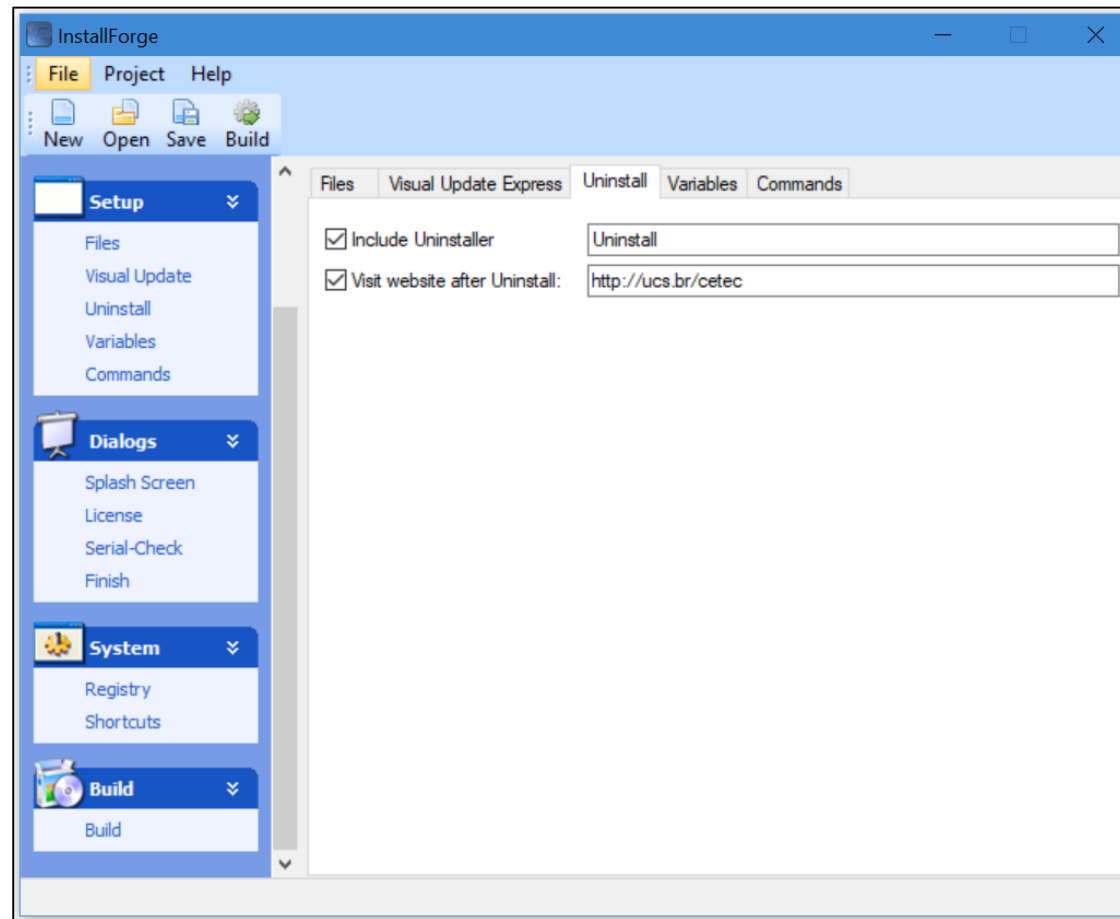 InstallForge
File Project Help
New Open Save Build
Setup
Files
Visual Update
Uninstall
Variables
Commands
Dialogs
Splash Screen
License
Serial-Check
Finish
System
Registry
Shortcuts
Build
Build
Files Visual Update Express Uninstall Variables Commands
Include Uninstaller Uninstall
Visit website after Uninstall: http://ucs.br/cetec